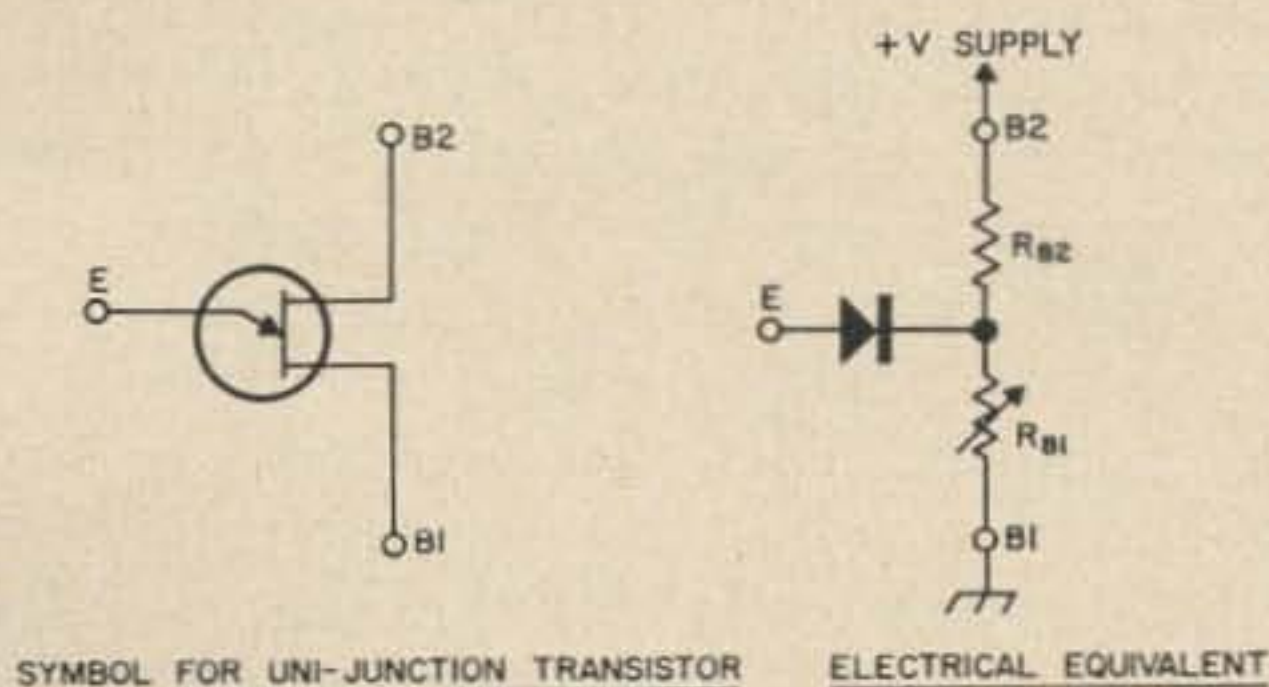 B2
E
B1
SYMBOL FOR UNI-JUNCTION TRANSISTOR
+V SUPPLY
B2
RB2
E
RB1
B1
ELECTRICAL EQUIVALENT